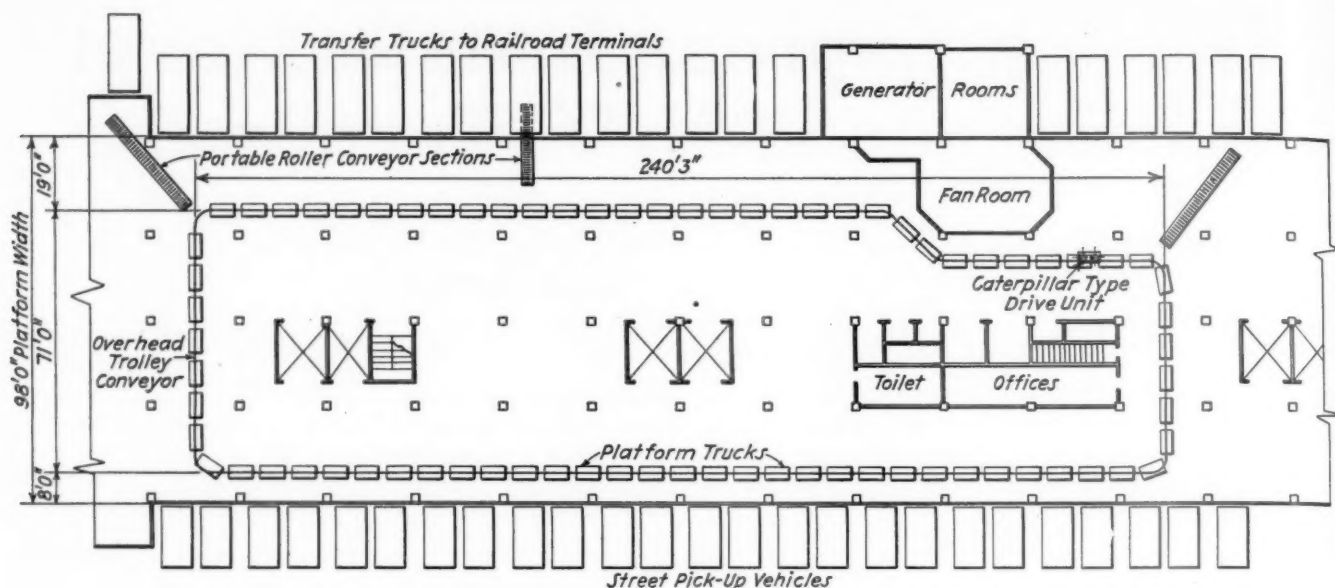 Transfer Trucks to Railroad Terminals
Generator Rooms
Portable Roller Conveyor Sections
240'3"
Fan Room
19'0"
98'0" Platform Width
71'0"
8'0"
Overhead
Trolley
Conveyor
Caterpillar Type
Drive Unit
Toilet
Offices
Platform Trucks
Street Pick-Up Vehicles